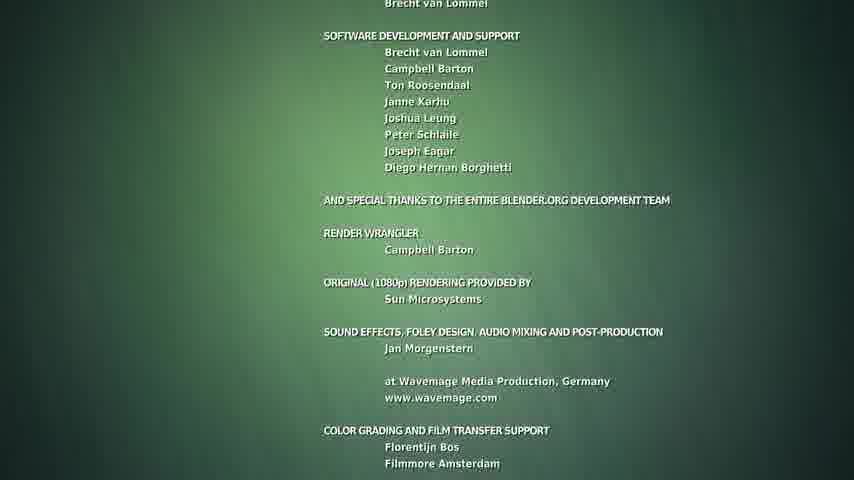 Brecht van Lommel
SOFTWARE DEVELOPMENT AND SUPPORT
Brecht van Lommel
Campbell Barton
Ton Roosendaal
Janne Karhu
Joshua Leung
Peter Schlaile
Joseph Eagar
Diego Hernan Borghetti
AND SPECIAL THANKS TO THE ENTIRE BLENDER.ORG DEVELOPMENT TEAM
RENDER WRANGLER
Campbell Barton
ORIGINAL (1080p) RENDERING PROVIDED BY
Sun Microsystems
SOUND EFFECTS, FOLEY DESIGN, AUDIO MIXING AND POST-PRODUCTION
Jan Morgenstern
at Wavemage Media Production, Germany
www.wavemage.com
COLOR GRADING AND FILM TRANSFER SUPPORT
Florentijn Bos
Filmmore Amsterdam